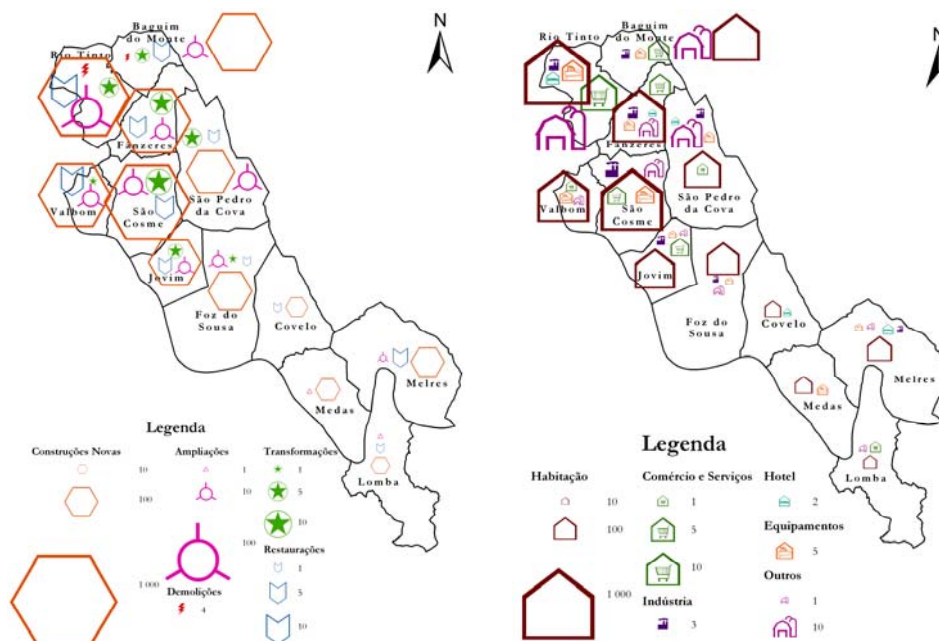 N
Baguim
do Monte
Rio Tinto
Fanzeres
Valbom
São
Cosme
São Pedro
da Cova
Jovim
Foz do
Sousa
Covelo
Melres
Medas
Lomba
Legenda
Construções Novas
10
100
1 000
Ampliações
1
10
100
Demolições
4
Transformações
1
5
10
Restaurações
1
5
10
N
Baguim
do Monte
Rio Tinto
Fanzeres
Valbom
São
Cosme
São Pedro
da Cova
Jovim
Foz do
Sousa
Covelo
Melres
Medas
Lomba
Legenda
Habitação
10
100
1 000
Comércio e Serviços
1
5
10
Indústria
3
Hotel
2
Equipamentos
5
Outros
1
10